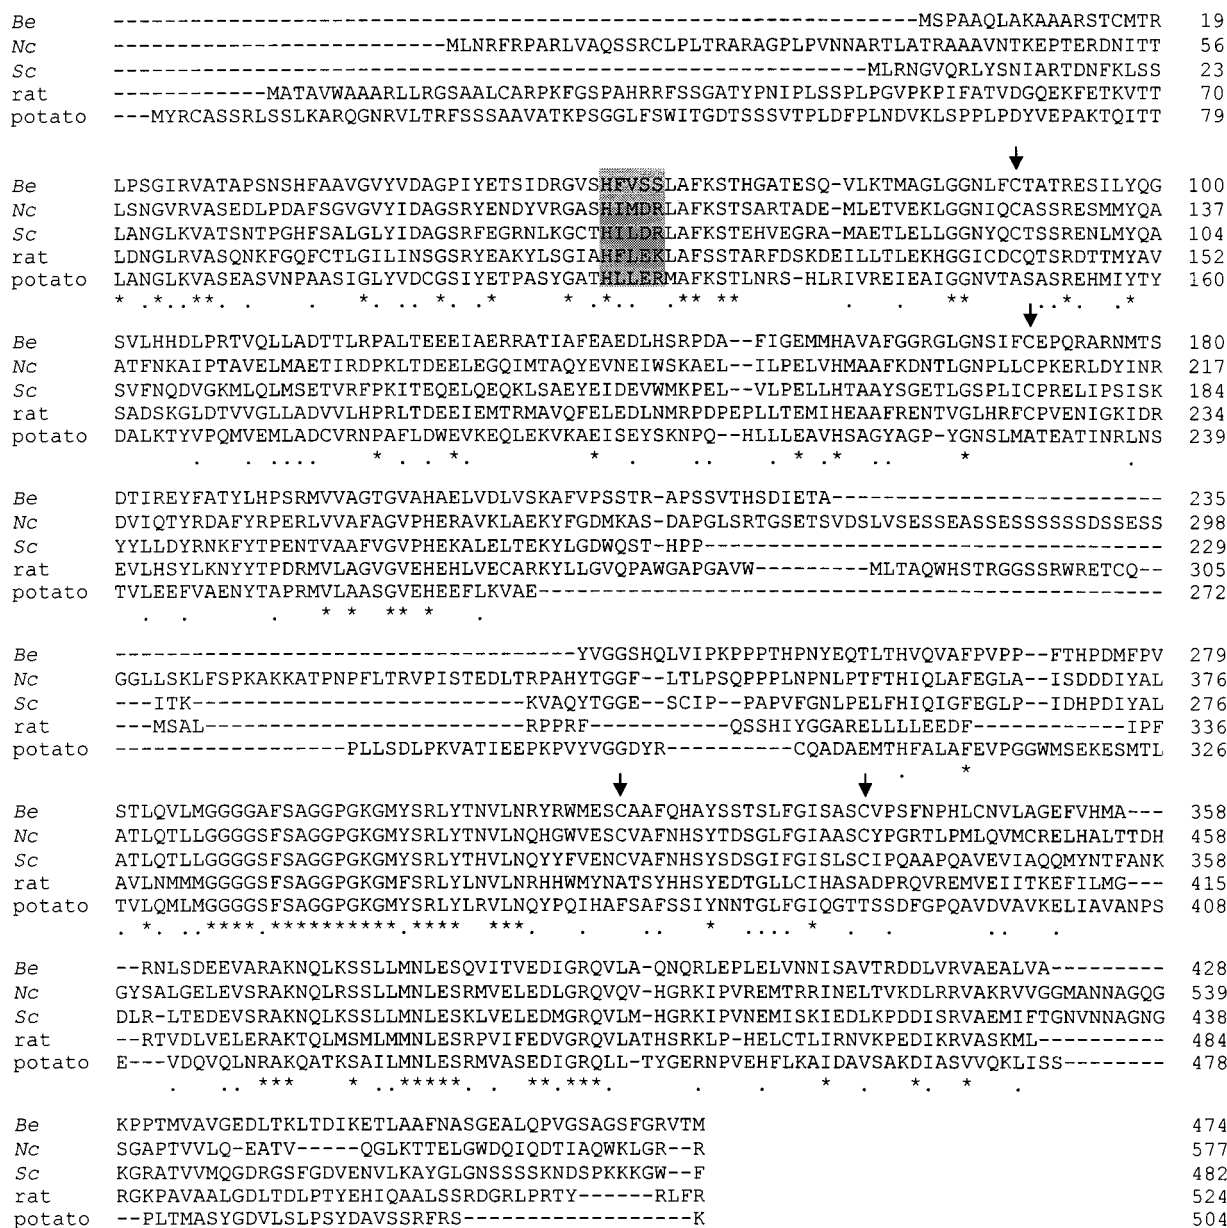 Be MSPAAQLAKAAARSTCMTR 19
Nc ----------------------------MLNRFRPARLVAQSSRCLPLTRARAGPLPVNNARTLATRAAAVNTKEPTERDNITT 56
Sc --------------------------------------------------------------MLRNGVQRLYSNIARTDNFKLSS 23
rat -------------MATAVWAAARLLRGSAALCARPKFGSPAHRRFSSGATYPNIPLSSPLPGVPKPIFATVDGQEKFETKVTT 70
potato ---MYRCASSRLSSLKARQGNRVLTRFSSSAAVATKPSGGLFSWITGDTSSSVTPLDFPLNDVKLSPPLPDYVEPAKTQITT 79
Be LPSGIRVATAPSNSHFAAVGVYVDAGPIYETSIDRGVSHFVSSLAFKSTHGATESQ-VLKTMAGLGGNLFCTATRESILYQG 100
Nc LSNGVRVASEDLPDAFSGVGVYIDAGSRYENDYVRGASHIMDRLAFKSTSARTADE-MLETVEKLGGNIQCASSRESMMYQA 137
Sc LANGLKVATSNTPGHFSALGLYIDAGSRFEGRNLKGCTHILDRLAFKSTEHVEGRA-MAETLELLGGNYQCTSSRENLMYQA 104
rat LDNGLRVASQNKFGQFCTLGILINSGSRYEAKYLSGIAHFLEKLAFSSTARFDSKDEILLTLEKHGGICDCQTSRDTTMYAV 152
potato LANGLKVASEASVNPAASIGLYVDCGSIYETPASYGATHLLERMAFKSTLNRS-HLRIVREIEAIGGNVTASASREHMIYTY 160
* .*..** . . * . .* .* * . .* . ** ** . . . ** ..* . . *
Be SVLHHDLPRTVQLLADTTLRPALTEEEIAERRATIAFEAEDLHSRPDA--FIGEMMHAVAFGGRGLGNSIFCEPQRARNMTS 180
Nc ATFNKAIPTAVELMAETIRDPKLTDEELEGQIMTAQYEVNEIWSKAEL--ILPELVHMAAFKDNTLGNPLLCPKERLDYINR 217
Sc SVFNQDVGKMLQLMSETVRFPKITEQELQEQKLSAEYEIDEVWMKPEL--VLPELLHTAAYSGETLGSPLICPRELIPSISK 184
rat SADSKGLDTVVGLLADVVLHPRLTDEEIEMTRMAVQFELEDLNMRPDPEPLLTEMIHEAAFRENTVGLHRFCPVENIGKIDR 234
potato DALKTYVPQMVEMLADCVRNPAFLDWEVKEQLEKVKAEISEYSKNPQ--HLLLEAVHSAGYAGP-YGNSLMATEATINRLNS 239
. . .... * . .* * . .. . * * .. * .
Be DTIREYFATYLHPSRMVVAGTGVAHAELVDLVSKAFVPSSTR-APSSVTHSDIETA-------------------------- 235
Nc DVIQTYRDAFYRPERLVVAFAGVPHERAVKLAEKYFGDMKAS-DAPGLSRTGSETSVDSLVSESSEASSESSSSSSDSSESS 298
Sc YYLLDYRNKFYTPENTVAAFVGVPHEKALELTEKYLGDWQST-HPP------------------------------------ 229
rat EVLHSYLKNYYTPDRMVLAGVGVEHEHLVECARKYLLGVQPAWGAPGAVW---------MLTAQWHSTRGGSSRWRETCQ-- 305
potato TVLEEFVAENYTAPRMVLAASGVEHEEFLKVAE------------------------------------------------- 272
. . . * * ** * .
Be ----------------------------------YVGGSHQLVIPKPPPTHPNYEQTLTHVQVAFPVPP--FTHPDMFPV 279
Nc GGLLSKLFSPKAKKATPNPFLTRVPISTEDLTRPAHYTGGF--LTLPSQPPPLNPNLPTFTHIQLAFEGLA--ISDDDIYAL 376
Sc ---ITK-------------------------KVAQYTGGE--SCIP--PAPVFGNLPELFHIQIGFEGLP--IDHPDIYAL 276
rat ---MSAL------------------RPPRF---------QSSHIYGGARELLLLEEDF-----------IPF 336
potato -----------------PLLSDLPKVATIEEPKPVYVGGDYR---------CQADAEMTHFALAFEVPGGWMSEKESMTL 326
. *
Be STLQVLMGGGGAFSAGGPGKGMYSRLYTNVLNRYRWMESCAAFQHAYSSTSLFGISASCVPSFNPHLCNVLAGEFVHMA--- 358
Nc ATLQTLLGGGGSFSAGGPGKGMYSRLYTNVLNQHGWVESCVAFNHSYTDSGLFGIAASCYPGRTLPMLQVMCRELHALTTDH 458
Sc ATLQTLLGGGGSFSAGGPGKGMYSRLYTHVLNQYYFVENCVAFNHSYSDSGIFGISLSCIPQAAPQAVEVIAQQMYNTFANK 358
rat AVLNMMMGGGGSFSAGGPGKGMFSRLYLNVLNRHHWMYNATSYHHSYEDTGLLCIHASADPRQVREMVEIITKEFILMG--- 415
potato TVLQMLMGGGGSFSAGGPGKGMYSRLYLRVLNQYPQIHAFSAFSSIYNNTGLFGIQGTTSSDFGPQAVDVAVKELIAVANPS 408
. * . ..****.**********.**** .***. . .. * ....* . . .. .
Be --RNLSDEEVARAKNQLKSSLLMNLESQVITVEDIGRQVLA-QNQRLEPLELVNNISAVTRDDLVRVAEALVA--------- 428
Nc GYSALGELEVSRAKNQLRSSLLMNLESRMVELEDLGRQVQV-HGRKIPVREMTRRINELTVKDLRRVAKRVVGGMANNAGQG 539
Sc DLR-LTEDEVSRAKNQLKSSLLMNLESKLVELEDMGRQVLM-HGRKIPVNEMISKIEDLKPDDISRVAEMIFTGNVNNAGNG 438
rat --RTVDLVELERAKTQLMSMLMMNLESRPVIFEDVGRQVLATHSRKLP-HELCTLIRNVKPEDIKRVASKML---------- 484
potato E---VDQVQLNRAKQATKSAILMNLESRMVASEDIGRQLL-TYGERNPVEHFLKAIDAVSAKDIASVVQKLISS-------- 478
. .. *** * ..***** . **.***. . . * . *. * .
Be KPPTMVAVGEDLTKLTDIKETLAAFNASGEALQPVGSAGSFGRVTM 474
Nc SGAPTVVLQ-EATV-----QGLKTTELGWDQIQDTIAQWKLGR--R 577
Sc KGRATVVMQGDRGSFGDVENVLKAYGLGNSSSSKNDSPKKKGW--F 482
rat RGKPAVAALGDLTDLPTYEHIQAALSSRDGRLPRTY------RLFR 524
potato --PLTMASYGDVLSLPSYDAVSSRFRS-----------------K 504